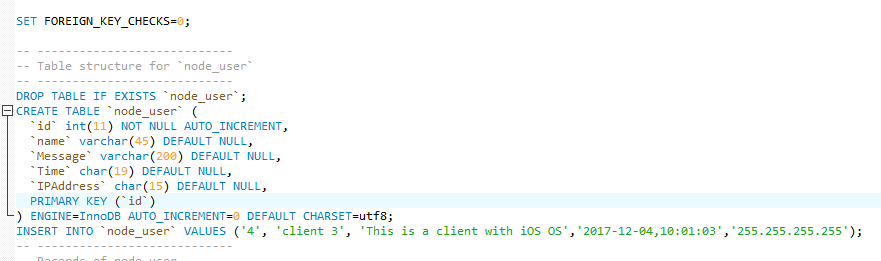 SET FOREIGN_KEY_CHECKS=0;
-- ----------------------------
-- Table structure for `node_user`
-- ----------------------------
DROP TABLE IF EXISTS `node_user`;
CREATE TABLE `node_user` (
`id` int(11) NOT NULL AUTO_INCREMENT,
`name` varchar(45) DEFAULT NULL,
`Message` varchar(200) DEFAULT NULL,
`Time` char(19) DEFAULT NULL,
`IPAddress` char(15) DEFAULT NULL,
PRIMARY KEY (`id`)
) ENGINE=InnoDB AUTO_INCREMENT=0 DEFAULT CHARSET=utf8;
INSERT INTO `node_user` VALUES ('4', 'client 3', 'This is a client with iOS OS','2017-12-04,10:01:03','255.255.255.255');
-- ----------------------------
-- Records of node_user